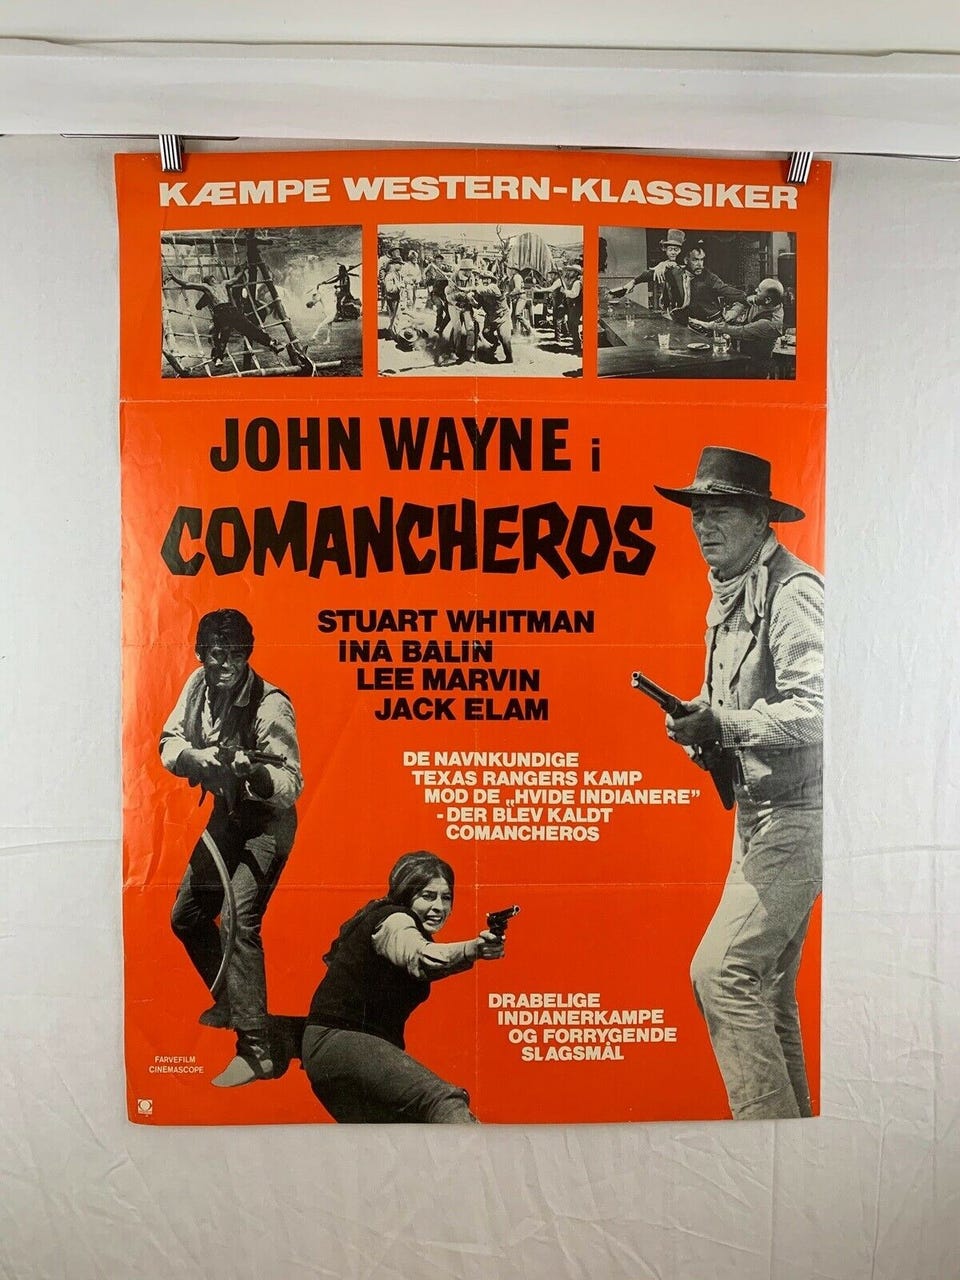 KÆMPE WESTERN-KLASSIKER
JOHN WAYNE i
COMANCHEROS
STUART WHITMAN
INA BALIN
LEE MARVIN
JACK ELAM
DE NAVNKUNDIGE
TEXAS RANGERS KAMP
MOD DE „HVIDE INDIANERE”
- DER BLEV KALDT
COMANCHEROS
DRABELIGE
INDIANERKAMPE
OG FORRYGENDE
SLAGSMÅL
FARVEFILM
CINEMASCOPE